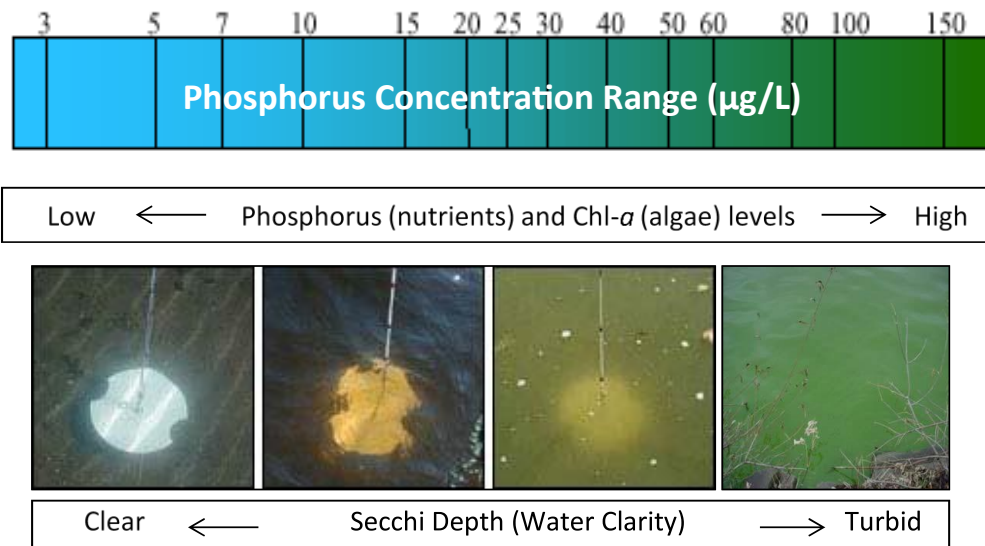 3 5 7 10 15 20 25 30 40 50 60 80 100 150
Phosphorus Concentration Range (µg/L)
Low Phosphorus (nutrients) and Chl-a (algae) levels High
Clear Secchi Depth (Water Clarity) Turbid